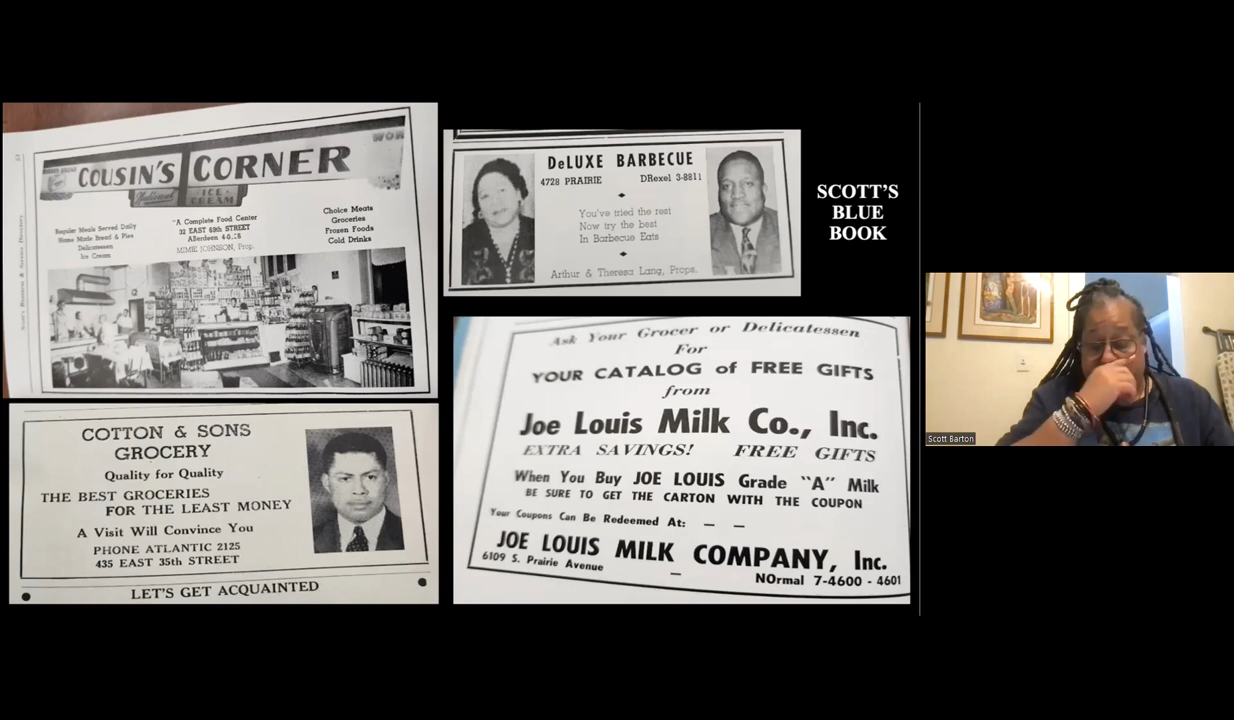 COUSIN'S CORNER
WOR
National
ICE
CREAM
Regular Meals Served Daily
Home Made Bread & Pies
Delicatessen
Ice Cream
"A Complete Food Center
32 EAST 69th STREET
MIMIE JOHNSON, Prop.
Choice Meats
Groceries
Frozen Foods
Cold Drinks
DeLUXE BARBECUE
4728 PRAIRIE DRexel 3-8811
You've tried the rest
Now try the best
In Barbecue Eats
Arthur & Theresa Lang, Props.
SCOTT'S
BLUE
BOOK
COTTON & SONS
GROCERY
Quality for Quality
THE BEST GROCERIES
FOR THE LEAST MONEY
A Visit Will Convince You
PHONE ATLANTIC 2125
435 EAST 35th STREET
LET'S GET ACQUAINTED
Ask Your Grocer or Delicatessen
For
YOUR CATALOG of FREE GIFTS
from
Joe Louis Milk Co., Inc.
EXTRA SAVINGS! FREE GIFTS
When You Buy JOE LOUIS Grade "A" Milk
BE SURE TO GET THE CARTON WITH THE COUPON
Your Coupons Can Be Redeemed At: — —
JOE LOUIS MILK COMPANY, Inc.
6109 S. Prairie Avenue — NOrmal 7-4600 - 4601
Scott Barton